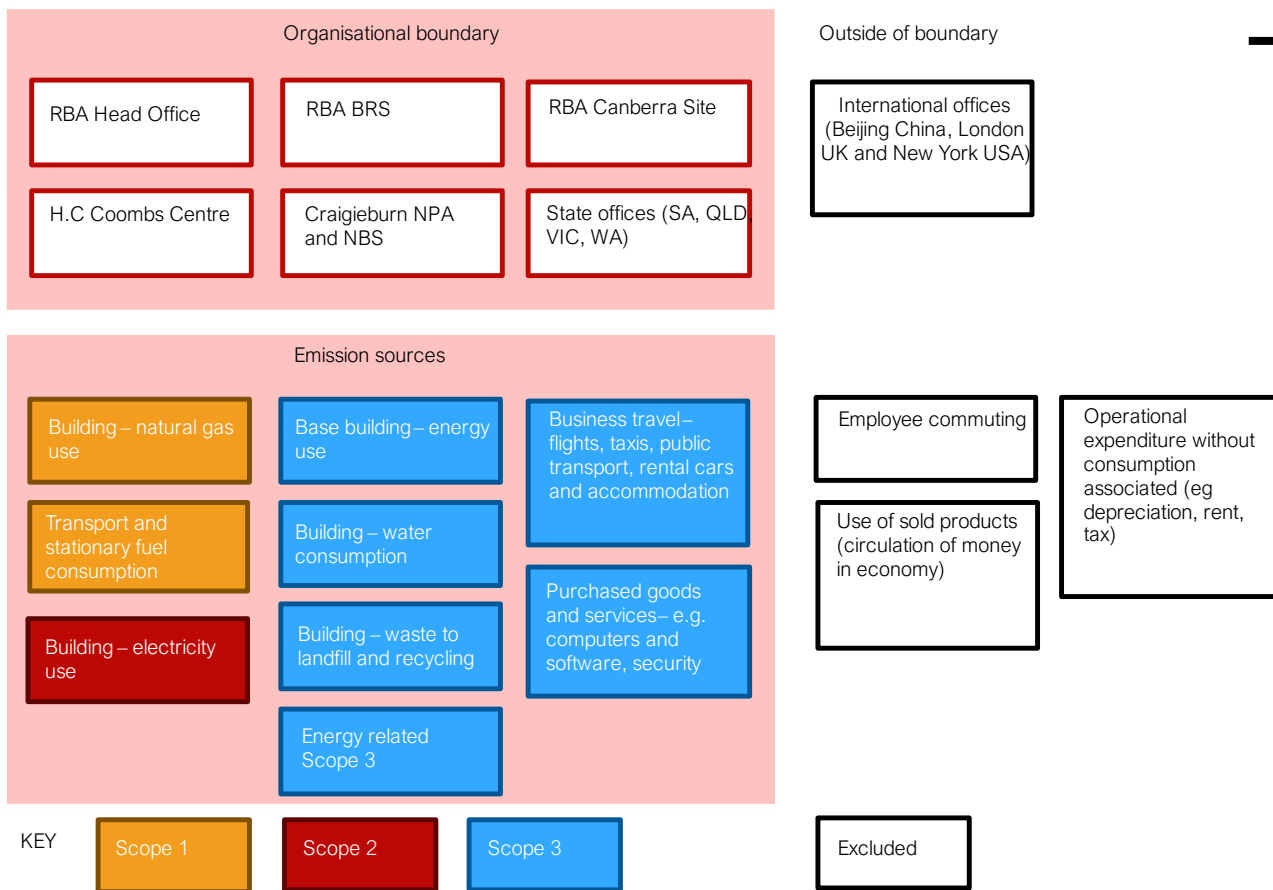 Organisational boundary
Outside of boundary
RBA Head Office
RBA BRS
RBA Canberra Site
International offices
(Beijing China, London
UK and New York USA)
H.C Coombs Centre
Craigieburn NPA
and NBS
State offices (SA, QLD,
VIC, WA)
Emission sources
Building – natural gas
use
Base building – energy
use
Business travel –
flights, taxis, public
transport, rental cars
and accommodation
Employee commuting
Operational
expenditure without
consumption
associated (eg
depreciation, rent,
tax)
Transport and
stationary fuel
consumption
Building – water
consumption
Use of sold products
(circulation of money
in economy)
Purchased goods
and services – e.g.
computers and
software, security
Building – electricity
use
Building – waste to
landfill and recycling
Energy related
Scope 3
KEY
Scope 1
Scope 2
Scope 3
Excluded